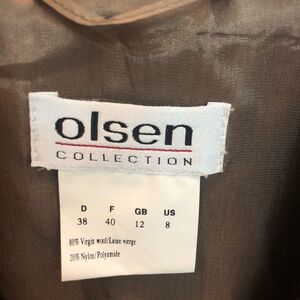 olsen
COLLECTION
D F GB US
38 40 12 8
80% Virgin wool/Laine vierge
20% Nylon/Polyamide